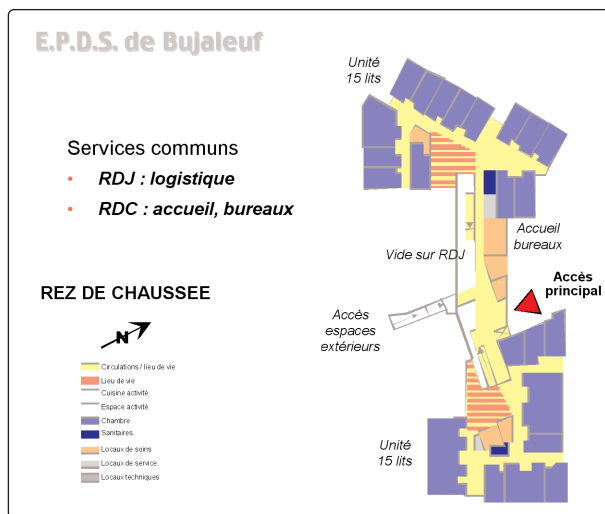 E.P.D.S. de Bujaleuf
Unité
15 lits
Services communs
• RDJ : logistique
• RDC : accueil, bureaux
Accueil
bureaux
Vide sur RDJ
Accès
principal
REZ DE CHAUSSEE
N
Accès
espaces
extérieurs
Circulations / lieu de vie
Lieu de vie
Cuisine activité
Espace activité
Chambre
Sanitaires
Locaux de soins
Locaux de service
Locaux techniques
Unité
15 lits